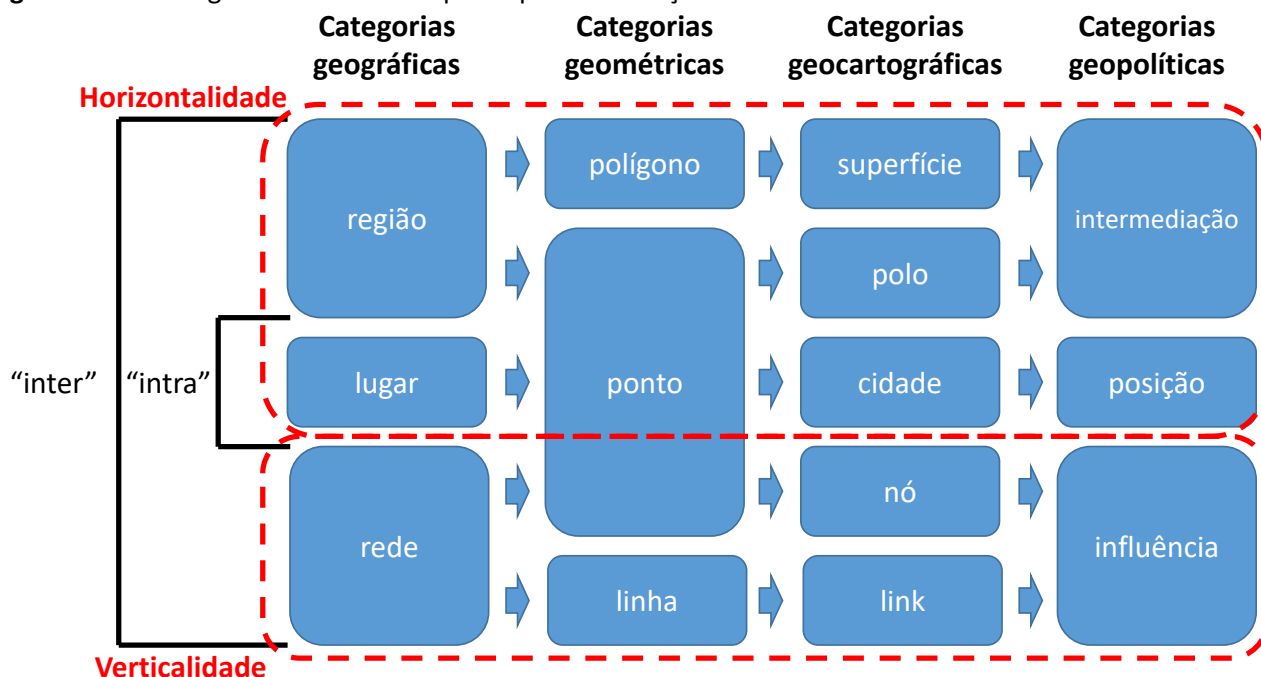 Categorias geográficas
Categorias geométricas
Categorias geocartográficas
Categorias geopolíticas
Horizontalidade
região
polígono
superfície
intermediação
polo
"inter"
"intra"
lugar
ponto
cidade
posição
rede
nó
influência
linha
link
Verticalidade